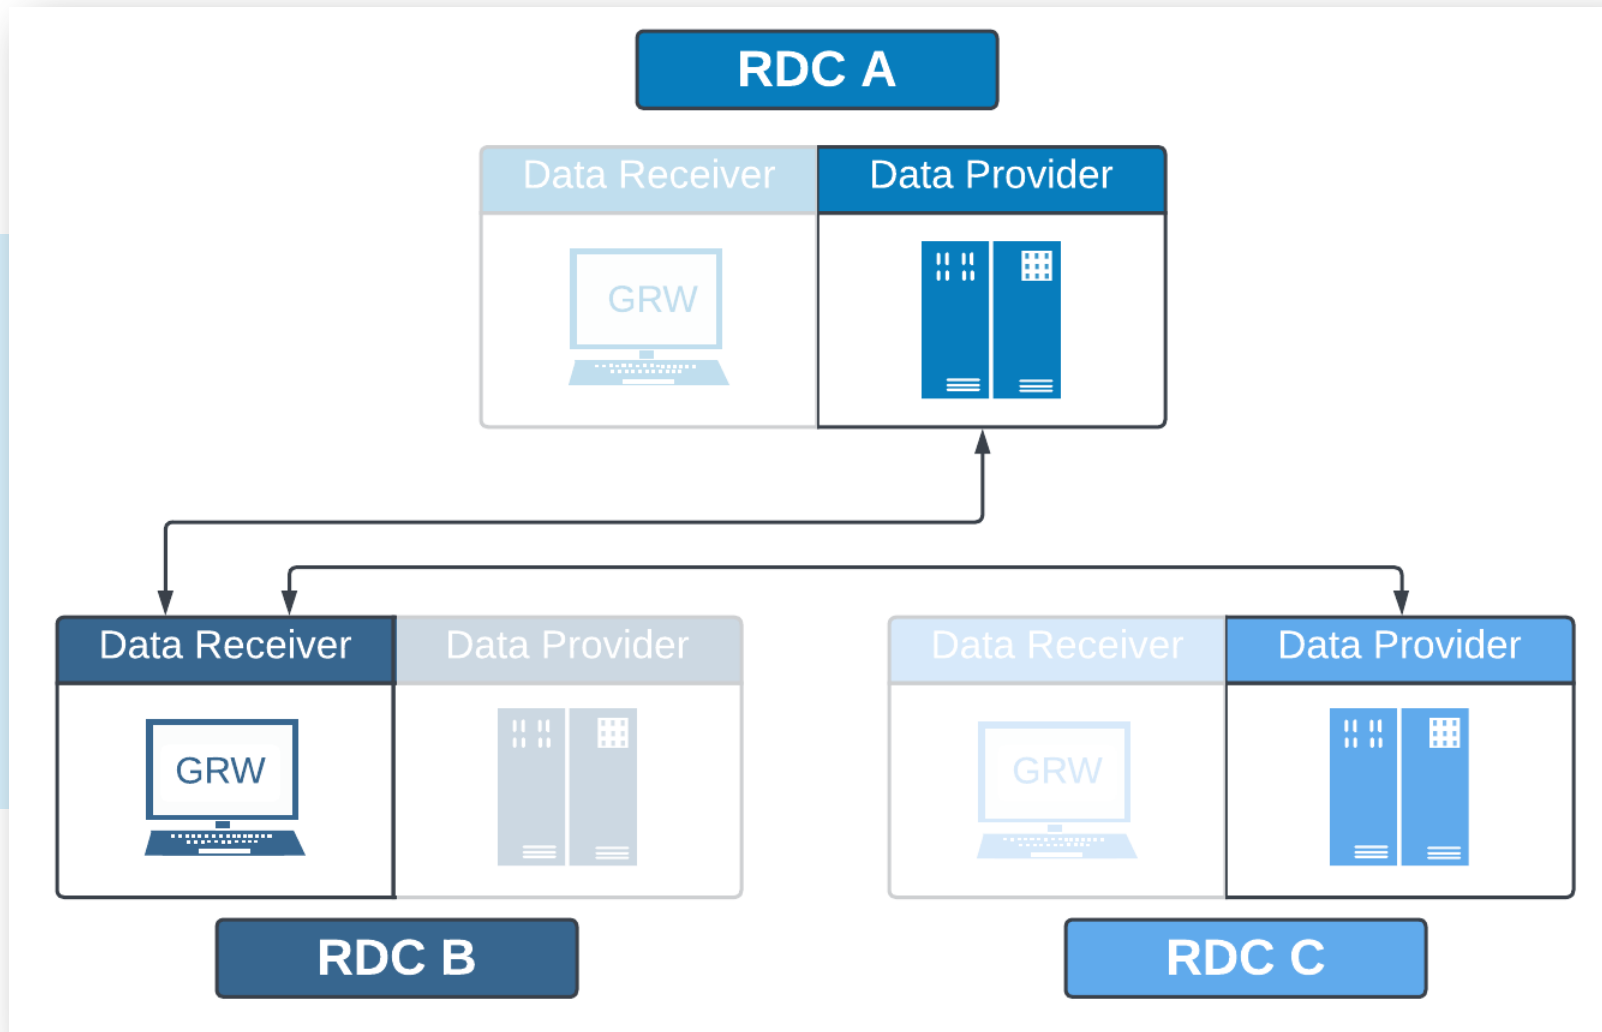 RDC A
Data Receiver
Data Provider
GRW
Data Receiver
Data Provider
Data Receiver
Data Provider
GRW
GRW
RDC B
RDC C